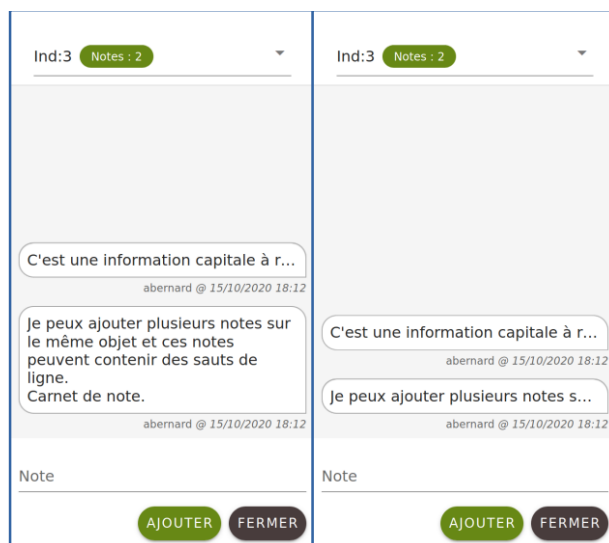 Ind:3 Notes : 2
C'est une information capitale à r...
abernard @ 15/10/2020 18:12
Je peux ajouter plusieurs notes sur
le même objet et ces notes
peuvent contenir des sauts de
ligne.
Carnet de note.
abernard @ 15/10/2020 18:12
Note
AJOUTER FERMER
Ind:3 Notes : 2
C'est une information capitale à r...
abernard @ 15/10/2020 18:12
Je peux ajouter plusieurs notes s...
abernard @ 15/10/2020 18:12
Note
AJOUTER FERMER